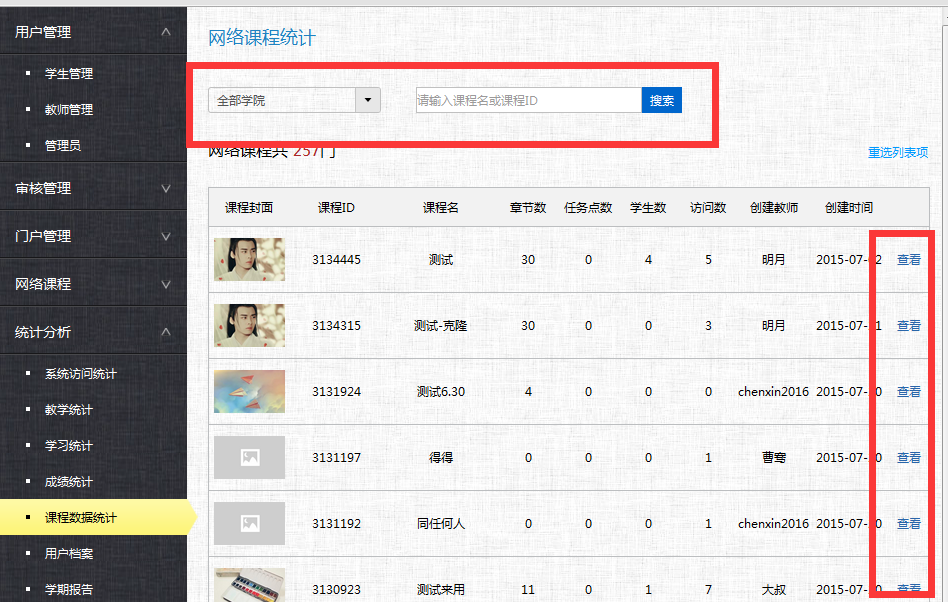 用户管理
学生管理
教师管理
管理员
审核管理
门户管理
网络课程
统计分析
系统访问统计
教学统计
学习统计
成绩统计
课程数据统计
用户档案
学期报告
网络课程统计
全部学院
请输入课程名或课程ID 搜索
网络课程共 257门
重选列表项
课程封面 课程ID 课程名 章节数 任务点数 学生数 访问数 创建教师 创建时间
3134445 测试 30 0 4 5 明月 2015-07- 2 查看
3134315 测试-克隆 30 0 0 3 明月 2015-07- 1 查看
3131924 测试6.30 4 0 0 0 chenxin2016 2015-07- 0 查看
3131197 得得 0 0 0 1 曹骞 2015-07- 0 查看
3131192 同任何人 0 0 0 1 chenxin2016 2015-07- 0 查看
3130923 测试来用 11 0 1 7 大叔 2015-07- 0 查看